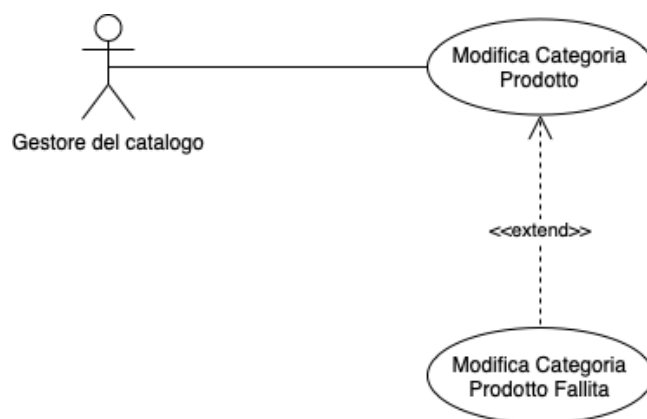 Modifica Categoria
Prodotto
Gestore del catalogo
<<extend>>
Modifica Categoria
Prodotto Fallita